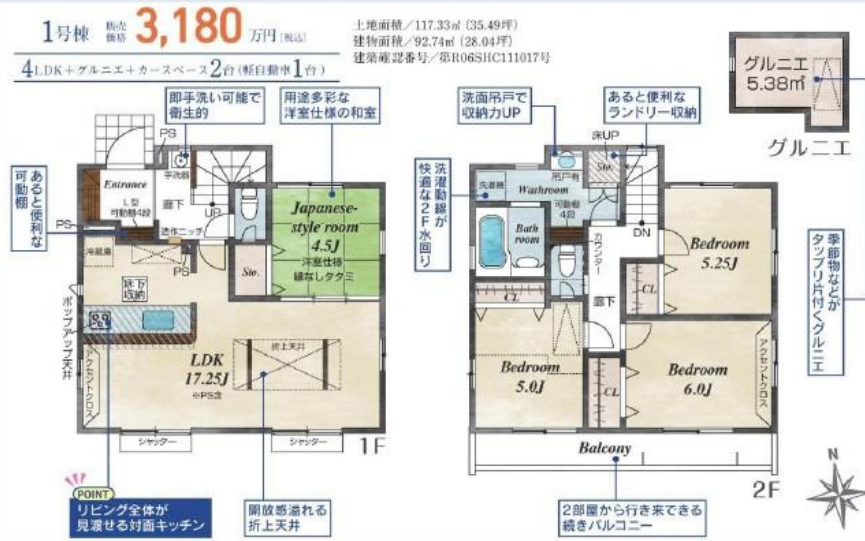 1号棟 販売価格 3,180万円[税込]
土地面積／117.33㎡ (35.49坪)
建物面積／92.74㎡ (28.04坪)
建築確認番号／第R06SHC111017号
4LDK＋グルニエ＋カースペース2台(軽自動車1台)
即手洗い可能で
衛生的
用途多彩な
洋室仕様の和室
あると便利な
可動棚
PS
手洗器
Entrance
L型
可動棚4段
廊下
UP
造作ニッチ
PS
PS
冷蔵庫
床下
収納
Japanese-
style room
4.5J
洋室仕様
縁なしタタミ
Sto.
ポップアップ天井
アクセントクロス
LDK
17.25J
※PS含
折上天井
シャッター
シャッター
1F
POINT
リビング全体が
見渡せる対面キッチン
開放感溢れる
折上天井
洗面吊戸で
収納力UP
あると便利な
ランドリー収納
洗濯動線が
快適な2F水回り
床UP
吊戸有
Sto.
洗濯機
Washroom
可動棚
4段
Bath
room
カウンター
DN
廊下
Bedroom
5.25J
CL
CL
Bedroom
5.0J
CL
Bedroom
6.0J
アクセントクロス
Balcony
2F
2部屋から行き来できる
続きバルコニー
グルニエ
5.38㎡
グルニエ
季節物などが
タップリ片付くグルニエ
N